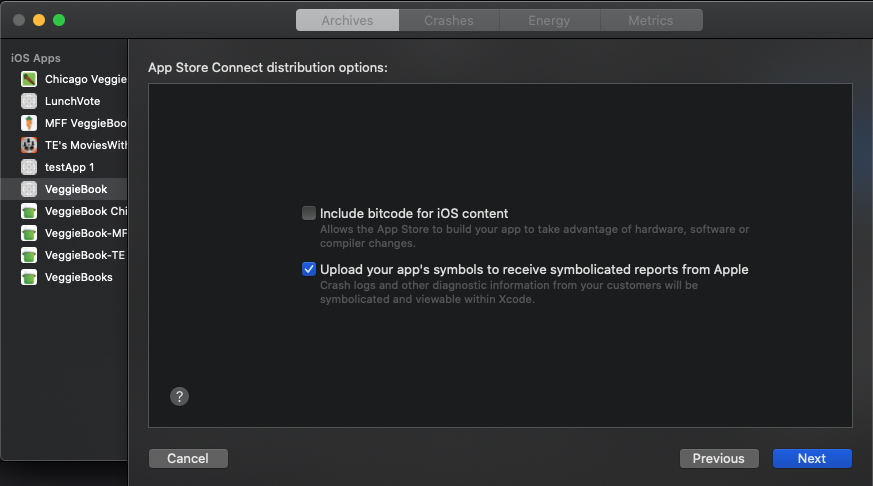 Archives
Crashes
Energy
Metrics
iOS Apps
Chicago Veggie
LunchVote
MFF VeggieBoo
TE's MoviesWith
testApp 1
VeggieBook
VeggieBook Chi
VeggieBook-MF
VeggieBook-TE
VeggieBooks
App Store Connect distribution options:
Include bitcode for iOS content
Allows the App Store to build your app to take advantage of hardware, software or
compiler changes.
Upload your app's symbols to receive symbolicated reports from Apple
Crash logs and other diagnostic information from your customers will be
symbolicated and viewable within Xcode.
?
Cancel
Previous
Next